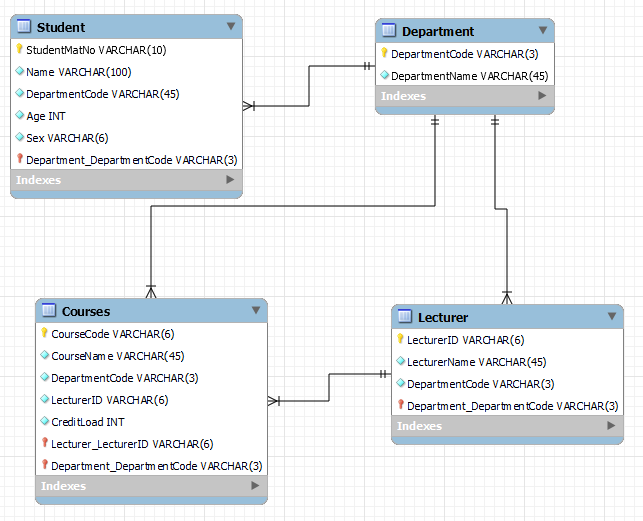 Student
StudentMatNo VARCHAR(10)
Name VARCHAR(100)
DepartmentCode VARCHAR(45)
Age INT
Sex VARCHAR(6)
Department_DepartmentCode VARCHAR(3)
Indexes
Department
DepartmentCode VARCHAR(3)
DepartmentName VARCHAR(45)
Indexes
Courses
CourseCode VARCHAR(6)
CourseName VARCHAR(45)
DepartmentCode VARCHAR(3)
LecturerID VARCHAR(6)
CreditLoad INT
Lecturer_LecturerID VARCHAR(6)
Department_DepartmentCode VARCHAR(3)
Indexes
Lecturer
LecturerID VARCHAR(6)
LecturerName VARCHAR(45)
DepartmentCode VARCHAR(3)
Department_DepartmentCode VARCHAR(3)
Indexes